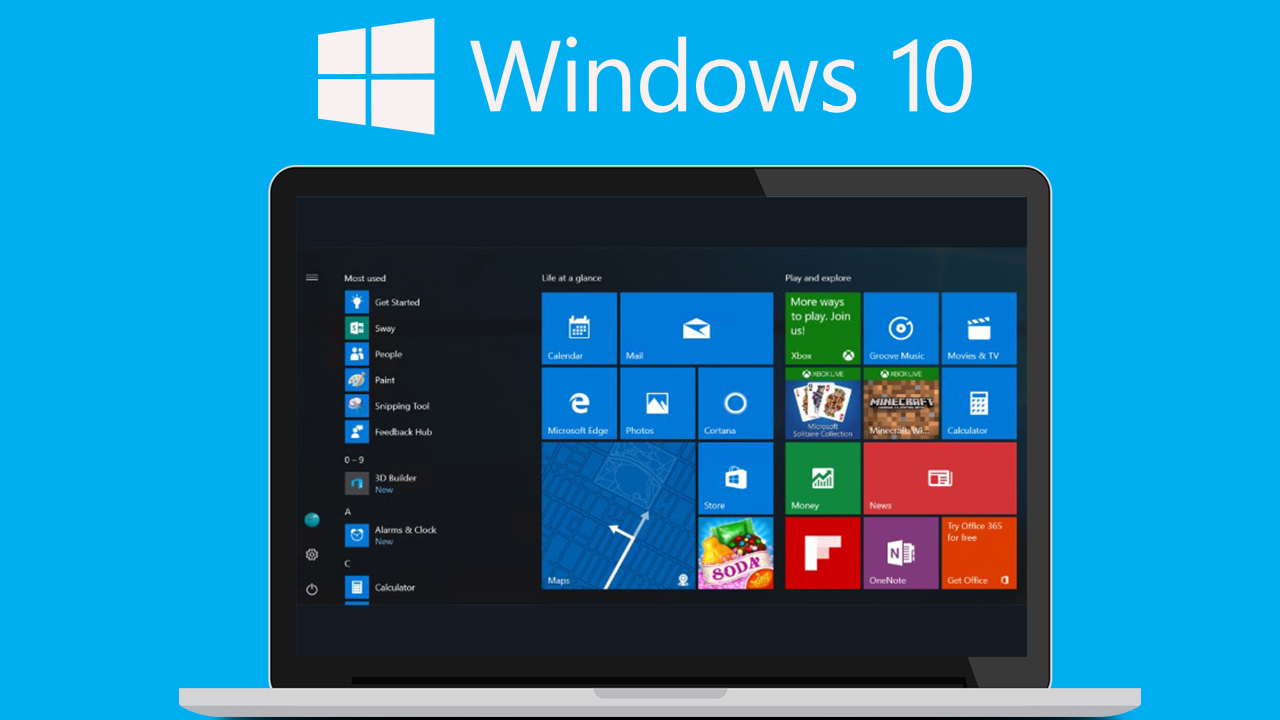 Windows 10
Most used
Get Started
Sway
People
Paint
Snipping Tool
Feedback Hub
0 – 9
3D Builder
New
A
Alarms & Clock
New
C
Calculator
Life at a glance
Calendar
Mail
Microsoft Edge
Photos
Cortana
Maps
Store
SODA
Play and explore
More ways
to play. Join
us!
Xbox
Groove Music
Movies & TV
XBOX LIVE
Microsoft
Solitaire Collection
XBOX LIVE
MINECRAFT
Minecraft: Wi...
Calculator
Money
News
OneNote
Try Office 365
for free
Get Office